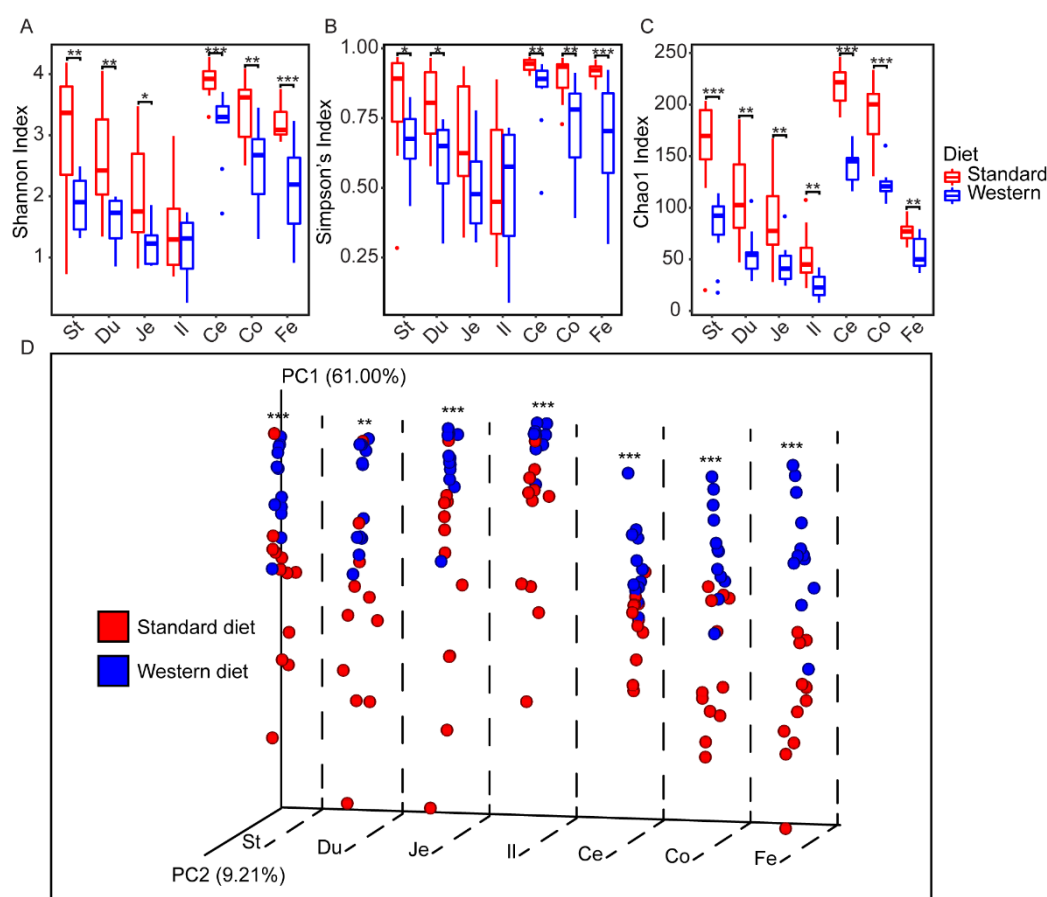 A
Shannon Index
4
3
2
1
** ** * *** ** ***
St Du Je Il Ce Co Fe
B
Simpson's Index
1.00
0.75
0.50
0.25
* * ** ** ***
St Du Je Il Ce Co Fe
C
Chao1 Index
250
200
150
100
50
0
*** ** ** ** *** *** **
St Du Je Il Ce Co Fe
Diet
Standard
Western
D
PC1 (61.00%)
*** ** *** *** *** *** ***
Standard diet
Western diet
St Du Je Il Ce Co Fe
PC2 (9.21%)